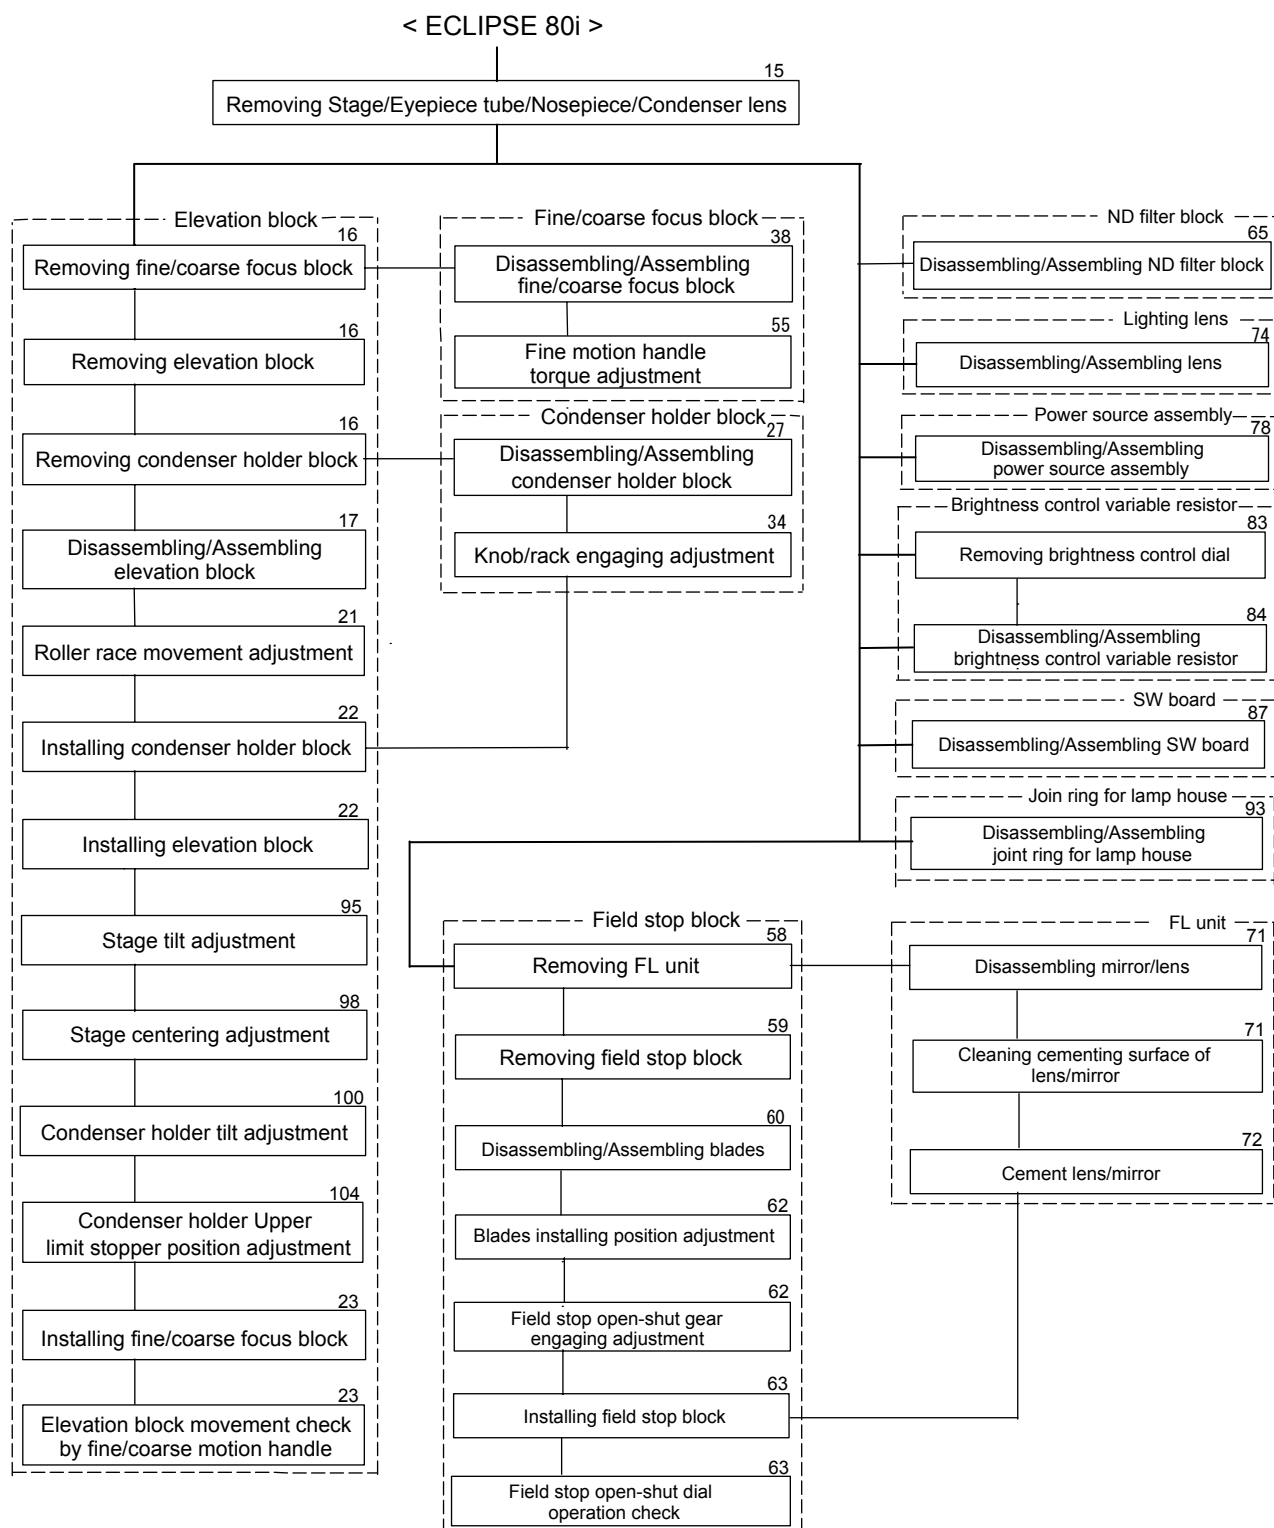 < ECLIPSE 80i >
15
Removing Stage/Eyepiece tube/Nosepiece/Condenser lens
Elevation block
16
Removing fine/coarse focus block
16
Removing elevation block
16
Removing condenser holder block
17
Disassembling/Assembling
elevation block
21
Roller race movement adjustment
22
Installing condenser holder block
22
Installing elevation block
95
Stage tilt adjustment
98
Stage centering adjustment
100
Condenser holder tilt adjustment
104
Condenser holder Upper
limit stopper position adjustment
23
Installing fine/coarse focus block
23
Elevation block movement check
by fine/coarse motion handle
Fine/coarse focus block
38
Disassembling/Assembling
fine/coarse focus block
55
Fine motion handle
torque adjustment
Condenser holder block
27
Disassembling/Assembling
condenser holder block
34
Knob/rack engaging adjustment
Field stop block
58
Removing FL unit
59
Removing field stop block
60
Disassembling/Assembling blades
62
Blades installing position adjustment
62
Field stop open-shut gear
engaging adjustment
63
Installing field stop block
63
Field stop open-shut dial
operation check
ND filter block
65
Disassembling/Assembling ND filter block
Lighting lens
74
Disassembling/Assembling lens
Power source assembly
78
Disassembling/Assembling
power source assembly
Brightness control variable resistor
83
Removing brightness control dial
84
Disassembling/Assembling
brightness control variable resistor
SW board
87
Disassembling/Assembling SW board
Join ring for lamp house
93
Disassembling/Assembling
joint ring for lamp house
FL unit
71
Disassembling mirror/lens
71
Cleaning cementing surface of
lens/mirror
72
Cement lens/mirror